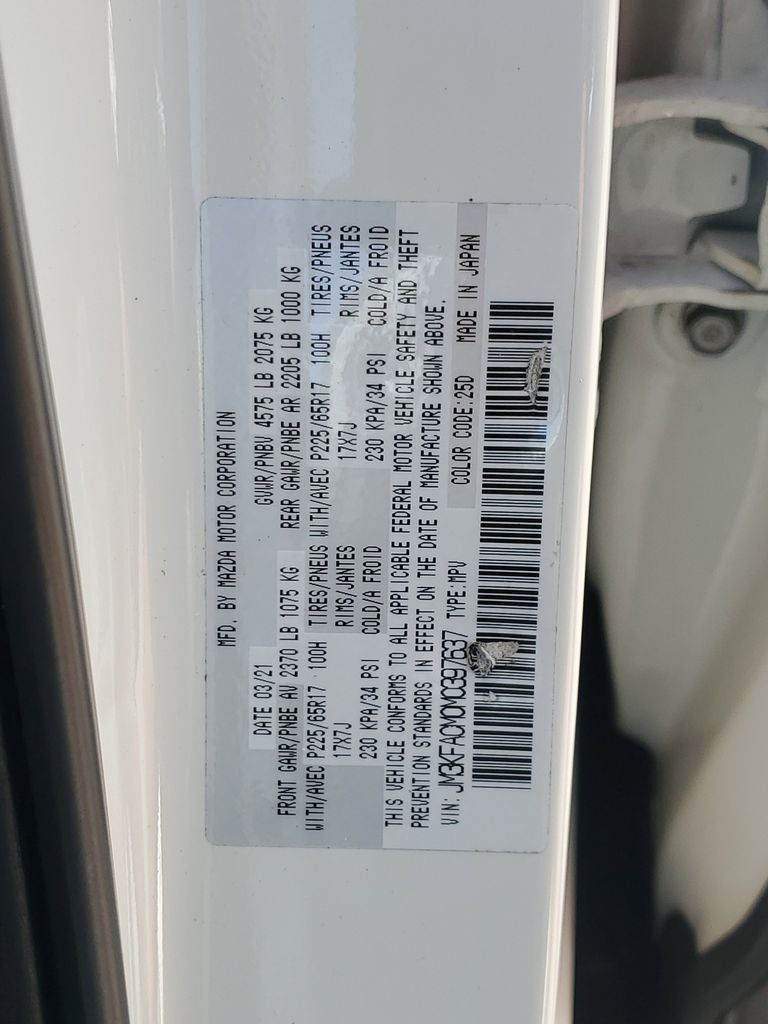 MFD. BY MAZDA MOTOR CORPORATION
DATE 03/21 GVWR/PNBV 4575 LB 2075 KG
FRONT GAWR/PNBE AV 2370 LB 1075 KG REAR GAWR/PNBE AR 2205 LB 1000 KG
WITH/AVEC P225/65R17 100H TIRES/PNEUS WITH/AVEC P225/65R17 100H TIRES/PNEUS
17X7J RIMS/JANTES 17X7J RIMS/JANTES
230 KPA/34 PSI COLD/A FROID 230 KPA/34 PSI COLD/A FROID
THIS VEHICLE CONFORMS TO ALL APPLICABLE FEDERAL MOTOR VEHICLE SAFETY AND THEFT
PREVENTION STANDARDS IN EFFECT ON THE DATE OF MANUFACTURE SHOWN ABOVE.
VIN: JM3KFACM0M0397637 TYPE:MPV COLOR CODE:25D MADE IN JAPAN